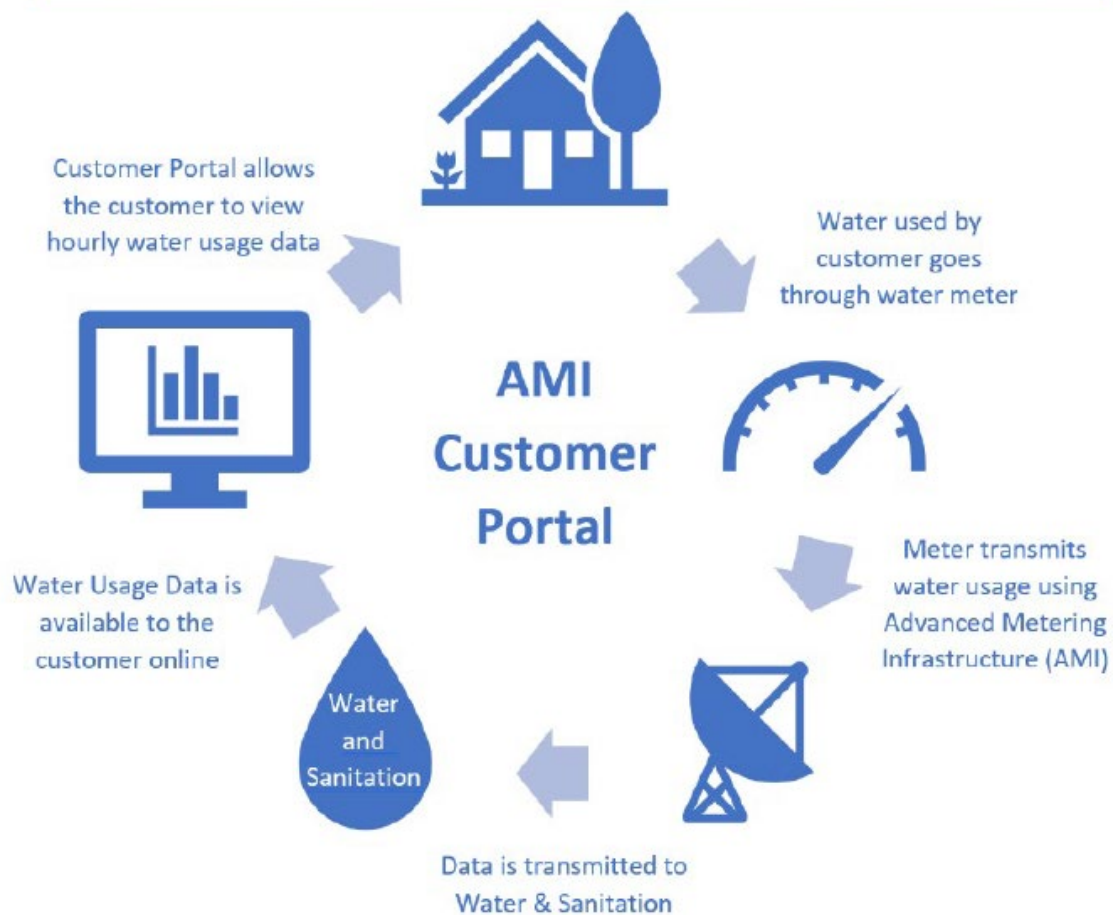 Customer Portal allows
the customer to view
hourly water usage data
Water used by
customer goes
through water meter
AMI
Customer
Portal
Meter transmits
water usage using
Advanced Metering
Infrastructure (AMI)
Water Usage Data is
available to the
customer online
Water
and
Sanitation
Data is transmitted to
Water & Sanitation